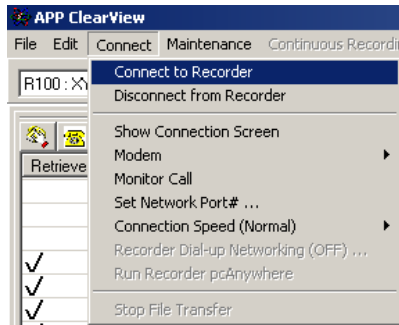 APP ClearView
File Edit Connect Maintenance Continuous Recordi
R100 : XY
Connect to Recorder
Disconnect from Recorder
Show Connection Screen
Retrieve
Modem
Monitor Call
Set Network Port# ...
Connection Speed (Normal)
Recorder Dial-up Networking (OFF) ...
Run Recorder pcAnywhere
Stop File Transfer